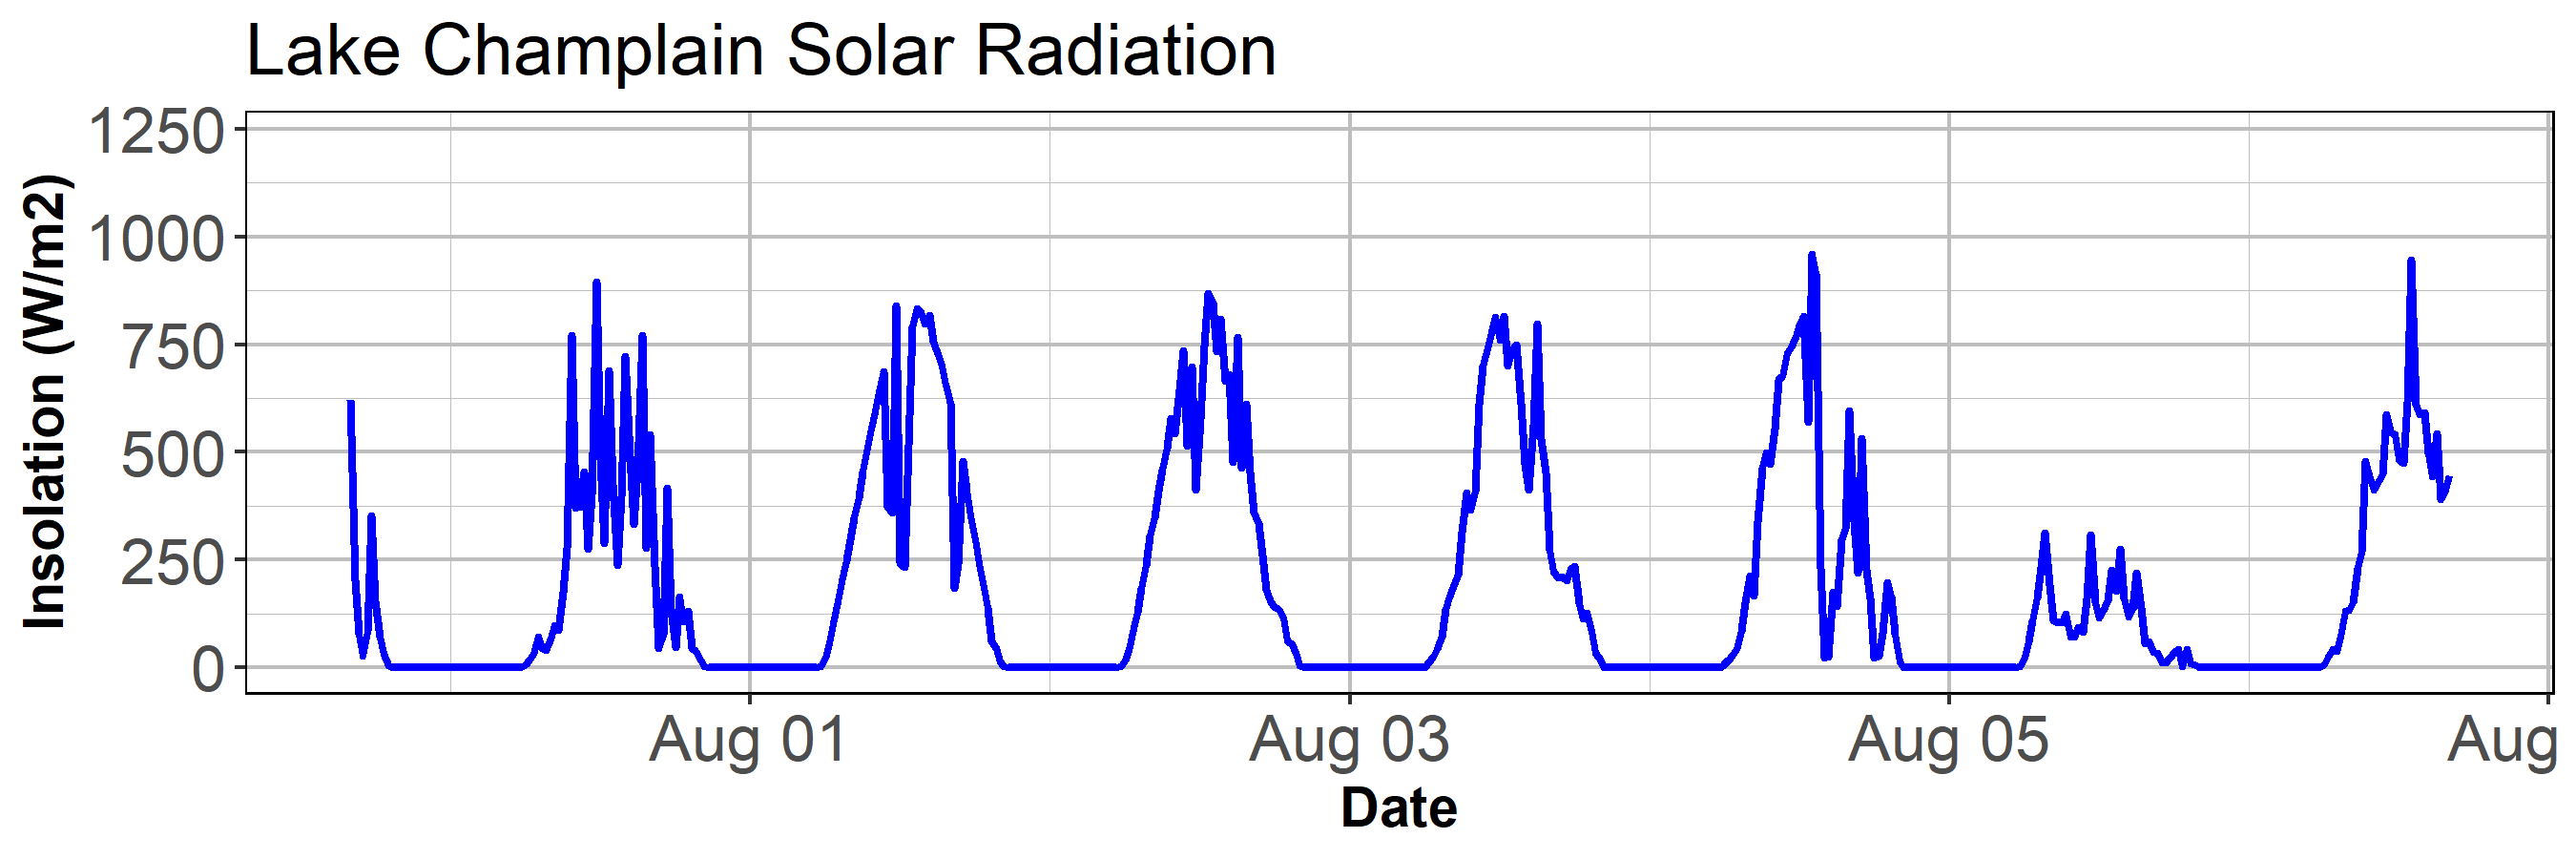 Lake Champlain Solar Radiation
1250
1000
750
500
250
0
Insolation (W/m2)
Aug 01
Aug 03
Aug 05
Aug
Date